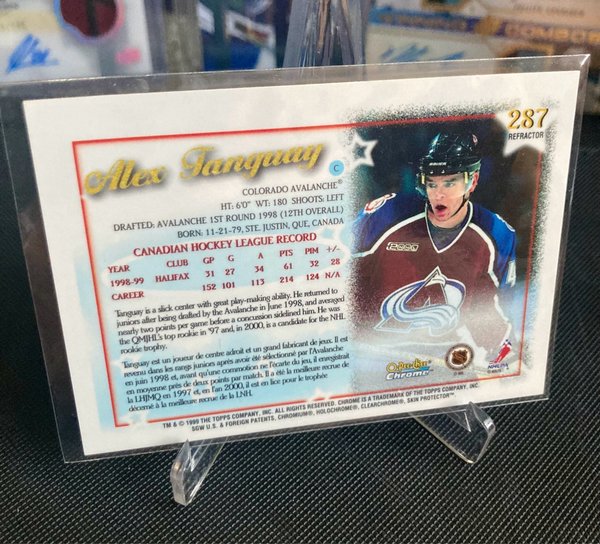 287
REFRACTOR
Alex Tanguay
C
COLORADO AVALANCHE®
HT: 6'0" WT: 180 SHOOTS: LEFT
DRAFTED: AVALANCHE 1ST ROUND 1998 (12TH OVERALL)
BORN: 11-21-79, STE. JUSTIN, QUE, CANADA
CANADIAN HOCKEY LEAGUE RECORD
YEAR CLUB GP G A PTS PIM +/-
1998-99 HALIFAX 31 27 34 61 32 28
CAREER 152 101 113 214 124 N/A
Tanguay is a slick center with great play-making ability. He returned to
juniors after being drafted by the Avalanche in June 1998, and averaged
nearly two points per game before a concussion sidelined him. He was
the QMJHL's top rookie in '97 and, in 2000, is a candidate for the NHL
rookie trophy.
Tanguay est un joueur de centre adroit et un grand fabricant de jeux. Il est
revenu dans les rangs juniors après avoir été sélectionné par l'Avalanche
en juin 1998 et, avant qu'une commotion ne l'écarte du jeu, il enregistrait
en moyenne près de deux points par match. Il a été la meilleure recrue de
la LHJMQ en 1997 et, en l'an 2000, il est en lice pour le trophée
décerné à la meilleure recrue de la LNH.
2000
O-Pee-Chee
Chrome
NHLPA
TM & © 1999 THE TOPPS COMPANY, INC. ALL RIGHTS RESERVED. CHROME IS A TRADEMARK OF THE TOPPS COMPANY, INC.
SGW U.S. & FOREIGN PATENTS. CHROMIUM®, HOLOCHROME®, CLEARCHROME®, SKIN PROTECTOR™.